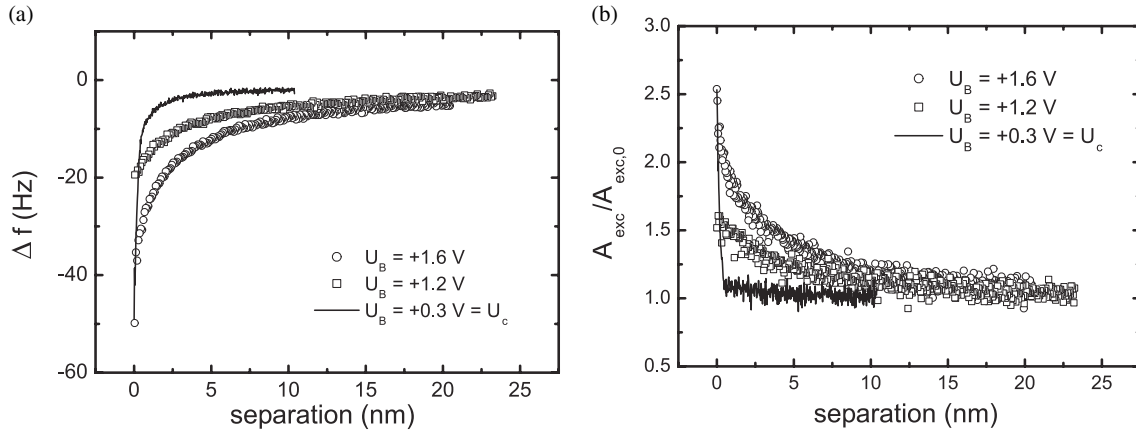 (a)
0
-20
-40
-60
Δ f (Hz)
0 5 10 15 20 25
separation (nm)
U_B = +1.6 V
U_B = +1.2 V
U_B = +0.3 V = U_c
(b)
3.0
2.5
2.0
1.5
1.0
0.5
A_exc/A_exc,0
0 5 10 15 20 25
separation (nm)
U_B = +1.6 V
U_B = +1.2 V
U_B = +0.3 V = U_c